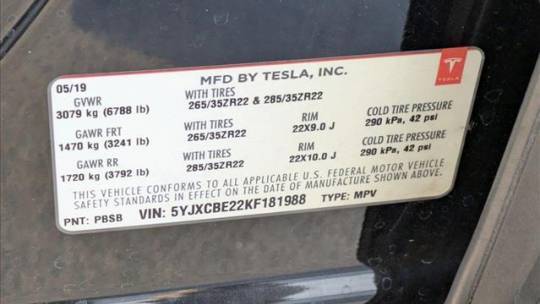 MFD BY TESLA, INC.
TESLA
05/19
GVWR WITH TIRES
3079 kg (6788 lb) 265/35ZR22 & 285/35ZR22
GAWR FRT WITH TIRES RIM COLD TIRE PRESSURE
1470 kg (3241 lb) 265/35ZR22 22X9.0 J 290 kPa, 42 psi
GAWR RR WITH TIRES RIM COLD TIRE PRESSURE
1720 kg (3792 lb) 285/35ZR22 22X10.0 J 290 kPa, 42 psi
THIS VEHICLE CONFORMS TO ALL APPLICABLE U.S. FEDERAL MOTOR VEHICLE
SAFETY STANDARDS IN EFFECT ON THE DATE OF MANUFACTURE SHOWN ABOVE.
PNT: PBSB VIN: 5YJXCBE22KF181988 TYPE: MPV